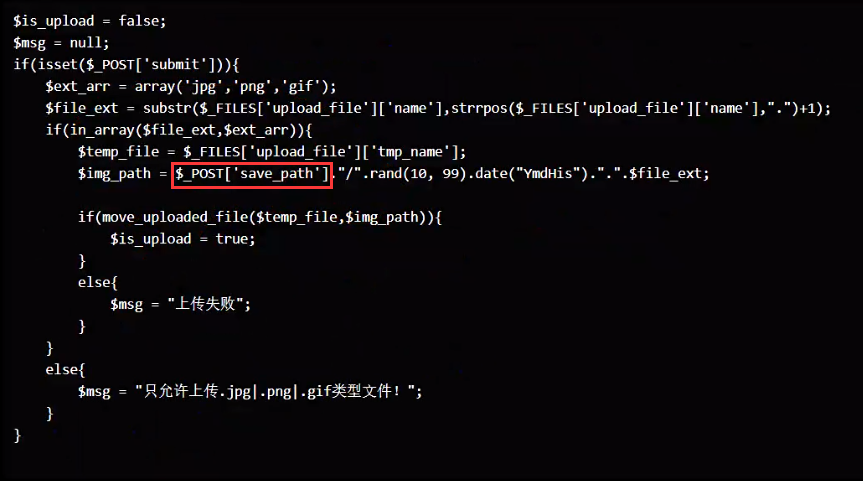 $is_upload = false;
$msg = null;
if(isset($_POST['submit'])){
    $ext_arr = array('jpg','png','gif');
    $file_ext = substr($_FILES['upload_file']['name'],strrpos($_FILES['upload_file']['name'],".")+1);
    if(in_array($file_ext,$ext_arr)){
        $temp_file = $_FILES['upload_file']['tmp_name'];
        $img_path = $_POST['save_path']."/".rand(10, 99).date("YmdHis").".".$file_ext;

        if(move_uploaded_file($temp_file,$img_path)){
            $is_upload = true;
        }
        else{
            $msg = "上传失败";
        }
    }
    else{
        $msg = "只允许上传.jpg|.png|.gif类型文件！";
    }
}